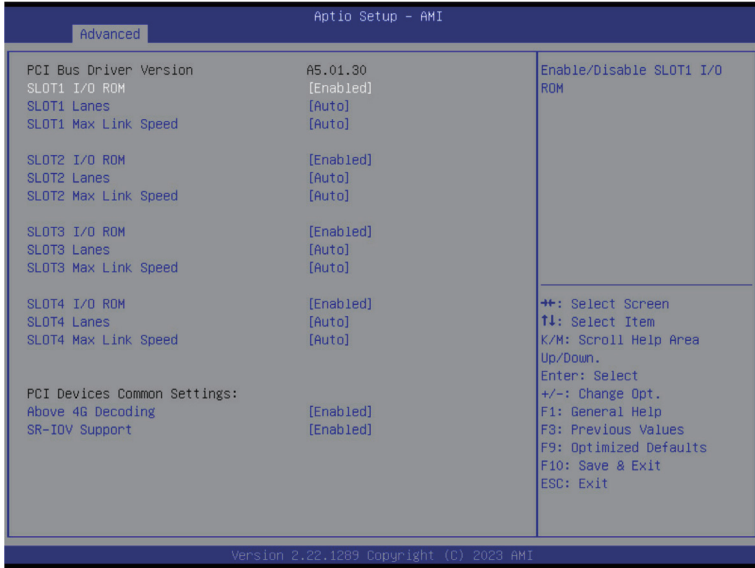 Aptio Setup – AMI
Advanced
PCI Bus Driver Version A5.01.30
SLOT1 I/O ROM [Enabled]
SLOT1 Lanes [Auto]
SLOT1 Max Link Speed [Auto]
SLOT2 I/O ROM [Enabled]
SLOT2 Lanes [Auto]
SLOT2 Max Link Speed [Auto]
SLOT3 I/O ROM [Enabled]
SLOT3 Lanes [Auto]
SLOT3 Max Link Speed [Auto]
SLOT4 I/O ROM [Enabled]
SLOT4 Lanes [Auto]
SLOT4 Max Link Speed [Auto]
PCI Devices Common Settings:
Above 4G Decoding [Enabled]
SR-IOV Support [Enabled]
Enable/Disable SLOT1 I/O
ROM
→←: Select Screen
↑↓: Select Item
K/M: Scroll Help Area
Up/Down.
Enter: Select
+/-: Change Opt.
F1: General Help
F3: Previous Values
F9: Optimized Defaults
F10: Save & Exit
ESC: Exit
Version 2.22.1289 Copyright (C) 2023 AMI